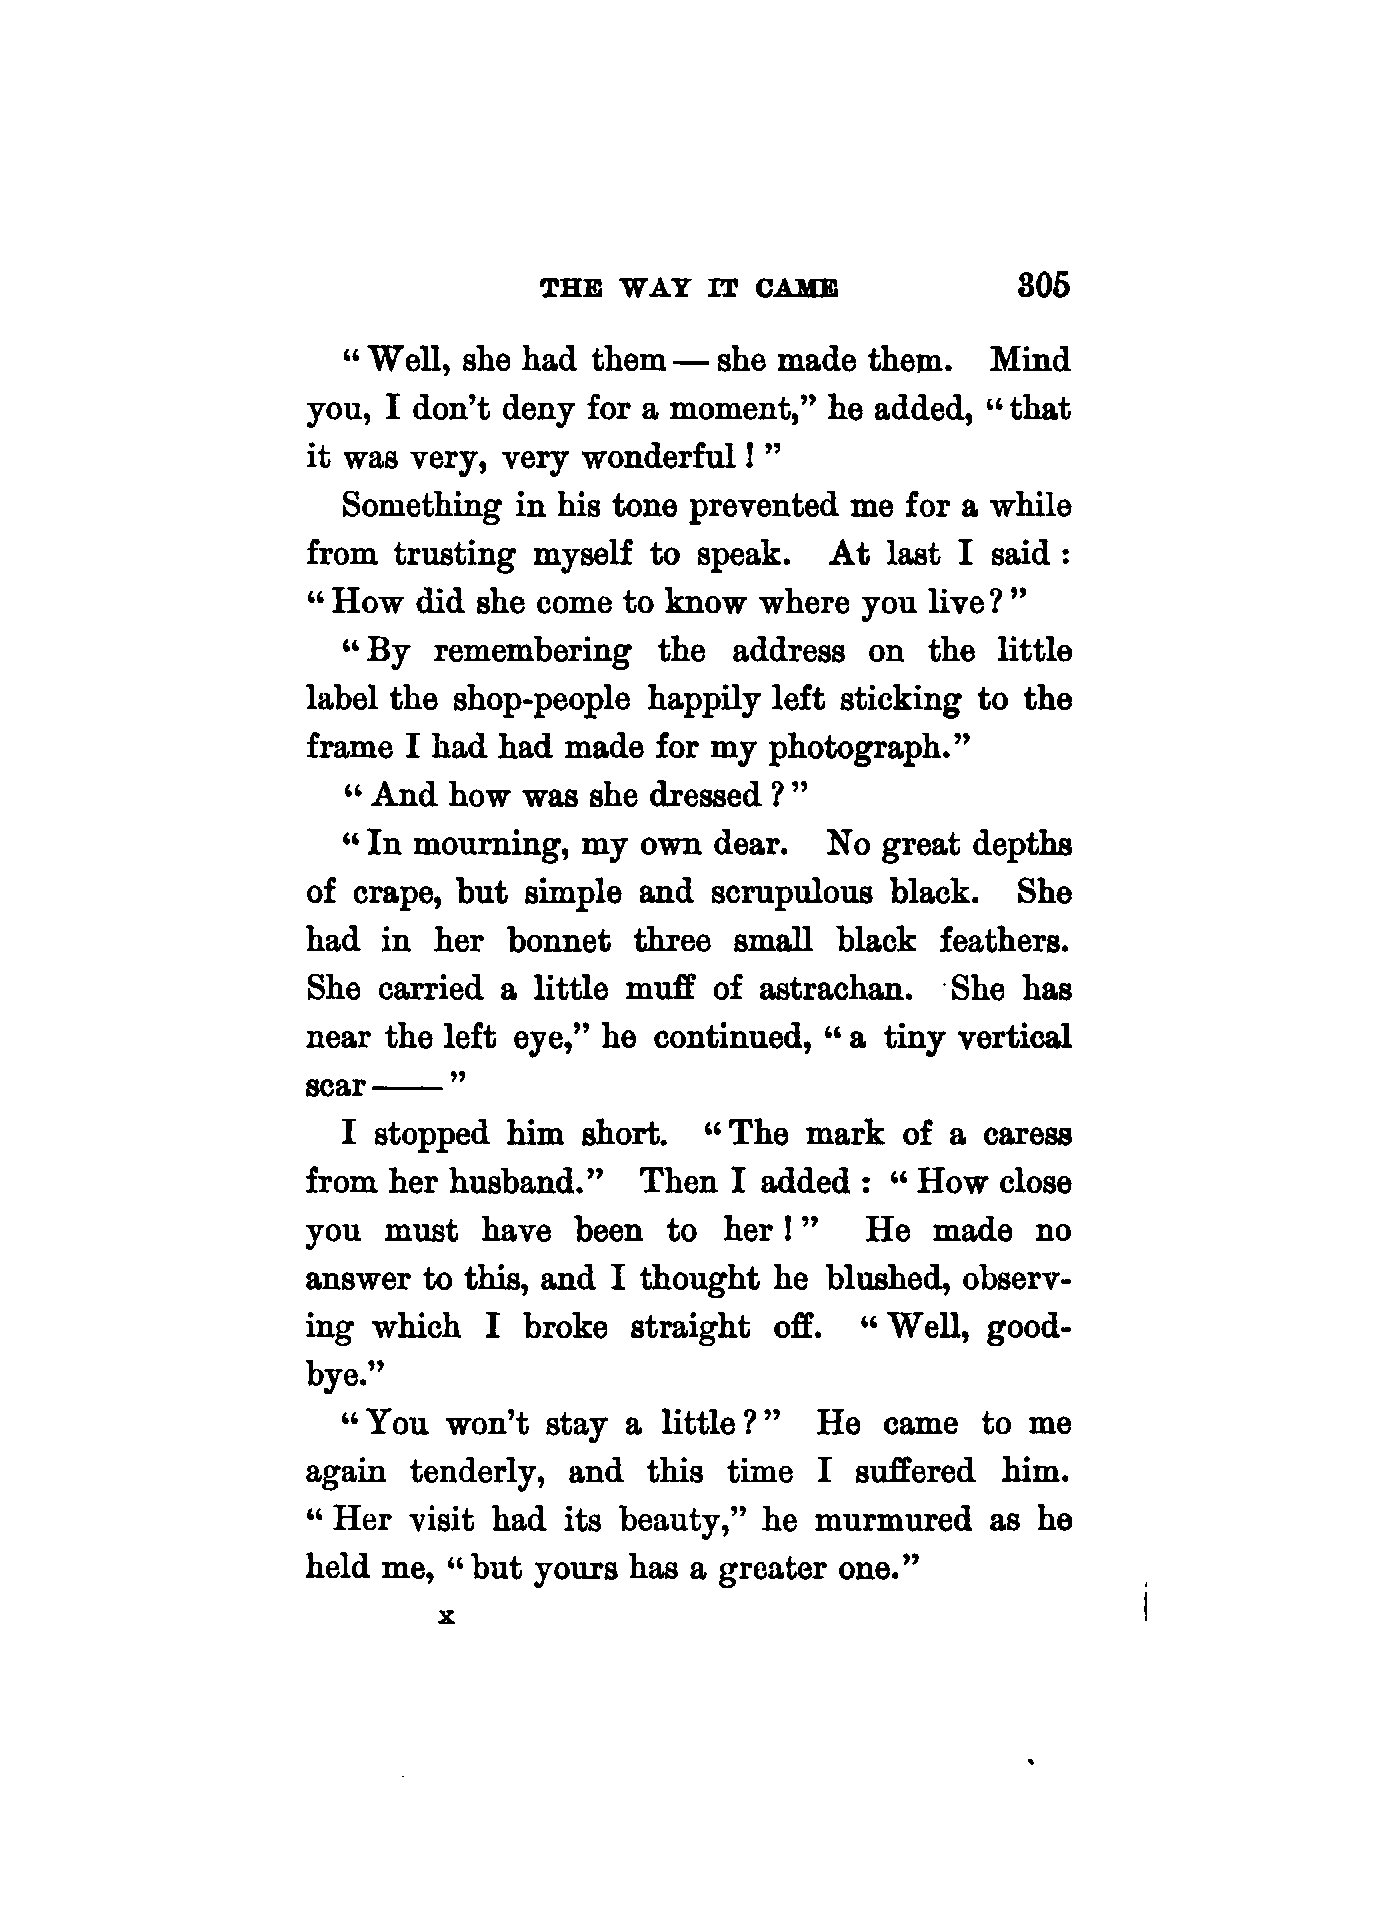 THE WAY IT CAME 305
“Well, she had them—she made them. Mind
you, I don’t deny for a moment,” he added, “that
it was very, very wonderful!”
Something in his tone prevented me for a while
from trusting myself to speak. At last I said:
“How did she come to know where you live?”
“By remembering the address on the little
label the shop-people happily left sticking to the
frame I had had made for my photograph.”
“And how was she dressed?”
“In mourning, my own dear. No great depths
of crape, but simple and scrupulous black. She
had in her bonnet three small black feathers.
She carried a little muff of astrachan. She has
near the left eye,” he continued, “a tiny vertical
scar——”
I stopped him short. “The mark of a caress
from her husband.” Then I added: “How close
you must have been to her!” He made no
answer to this, and I thought he blushed, observ-
ing which I broke straight off. “Well, good-
bye.”
“You won’t stay a little?” He came to me
again tenderly, and this time I suffered him.
“Her visit had its beauty,” he murmured as he
held me, “but yours has a greater one.”
x